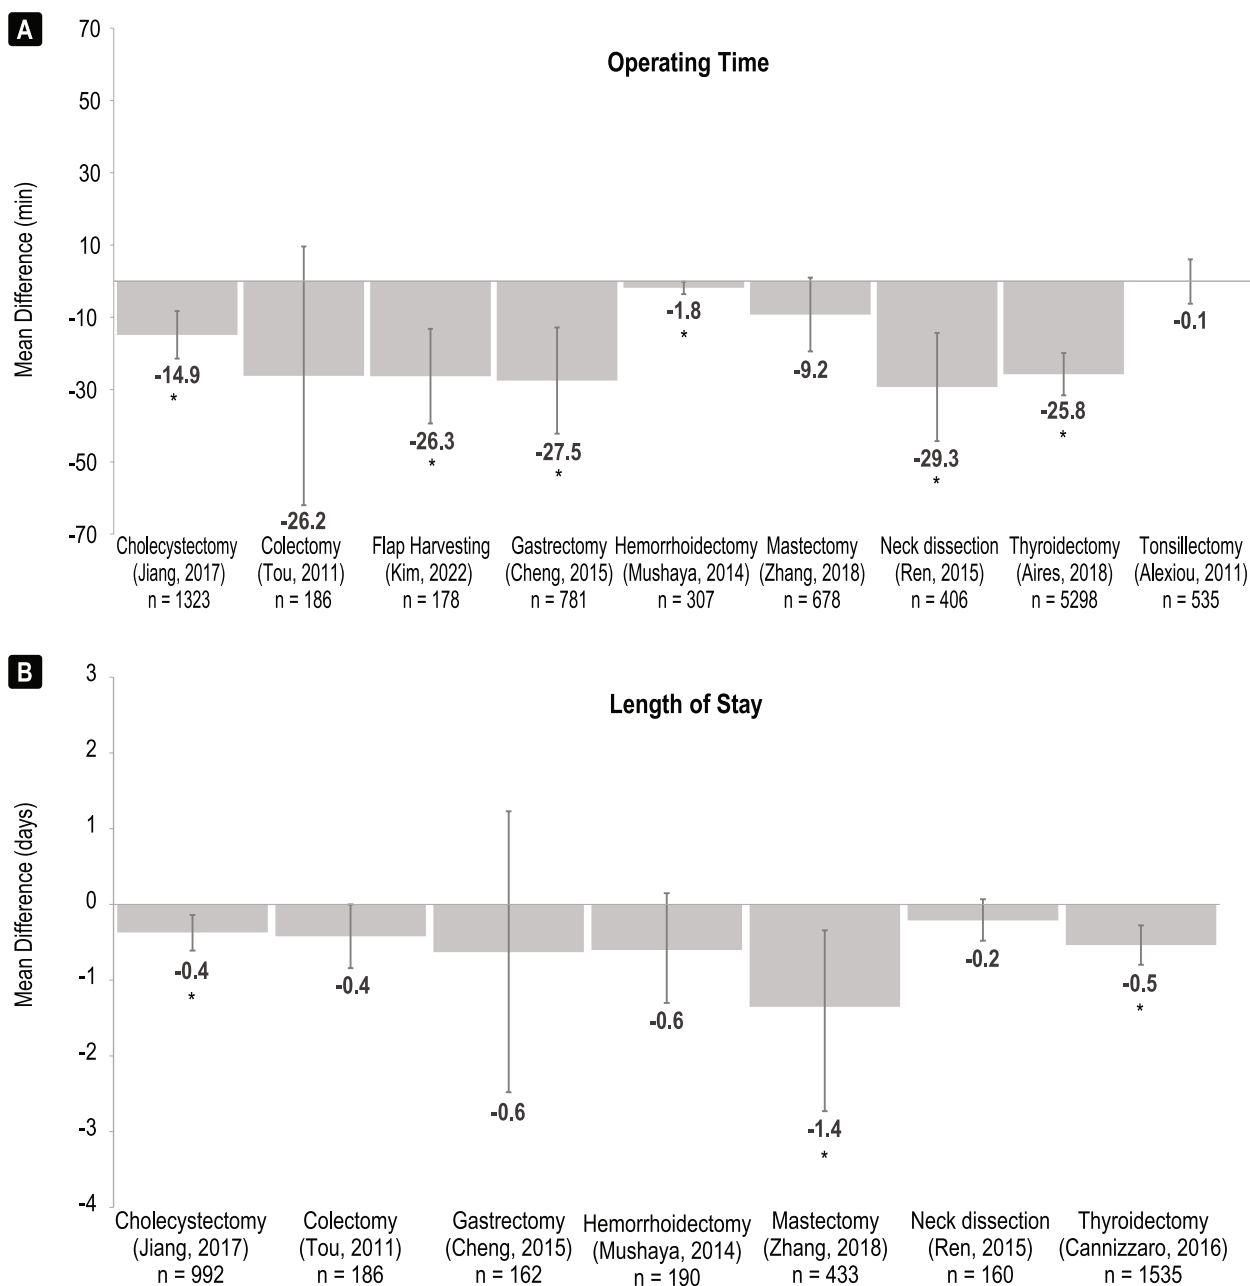 A
Operating Time
Mean Difference (min)
70
50
30
10
-10
-30
-50
-70
-14.9
*
-26.2
-26.3
*
-27.5
*
-1.8
*
-9.2
-29.3
*
-25.8
*
-0.1
Cholecystectomy
(Jiang, 2017)
n = 1323
Colectomy
(Tou, 2011)
n = 186
Flap Harvesting
(Kim, 2022)
n = 178
Gastrectomy
(Cheng, 2015)
n = 781
Hemorrhoidectomy
(Mushaya, 2014)
n = 307
Mastectomy
(Zhang, 2018)
n = 678
Neck dissection
(Ren, 2015)
n = 406
Thyroidectomy
(Aires, 2018)
n = 5298
Tonsillectomy
(Alexiou, 2011)
n = 535
B
Length of Stay
Mean Difference (days)
3
2
1
0
-1
-2
-3
-4
-0.4
*
-0.4
-0.6
-0.6
-1.4
*
-0.2
-0.5
*
Cholecystectomy
(Jiang, 2017)
n = 992
Colectomy
(Tou, 2011)
n = 186
Gastrectomy
(Cheng, 2015)
n = 162
Hemorrhoidectomy
(Mushaya, 2014)
n = 190
Mastectomy
(Zhang, 2018)
n = 433
Neck dissection
(Ren, 2015)
n = 160
Thyroidectomy
(Cannizzaro, 2016)
n = 1535